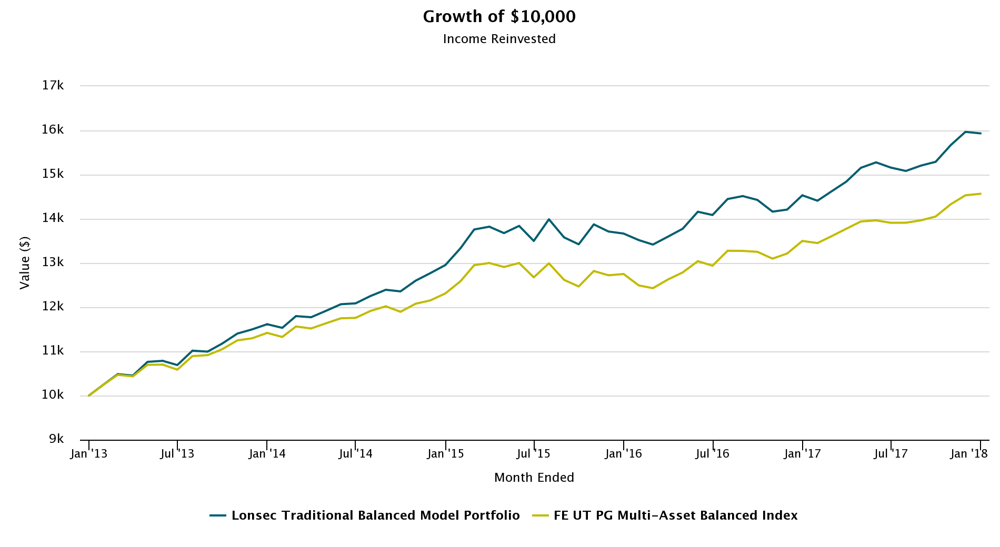 Growth of $10,000
Income Reinvested
17k
16k
15k
14k
13k
12k
11k
10k
9k
Value ($)
Jan '13 Jul '13 Jan '14 Jul '14 Jan '15 Jul '15 Jan '16 Jul '16 Jan '17 Jul '17 Jan '18
Month Ended
Lonsec Traditional Balanced Model Portfolio FE UT PG Multi-Asset Balanced Index